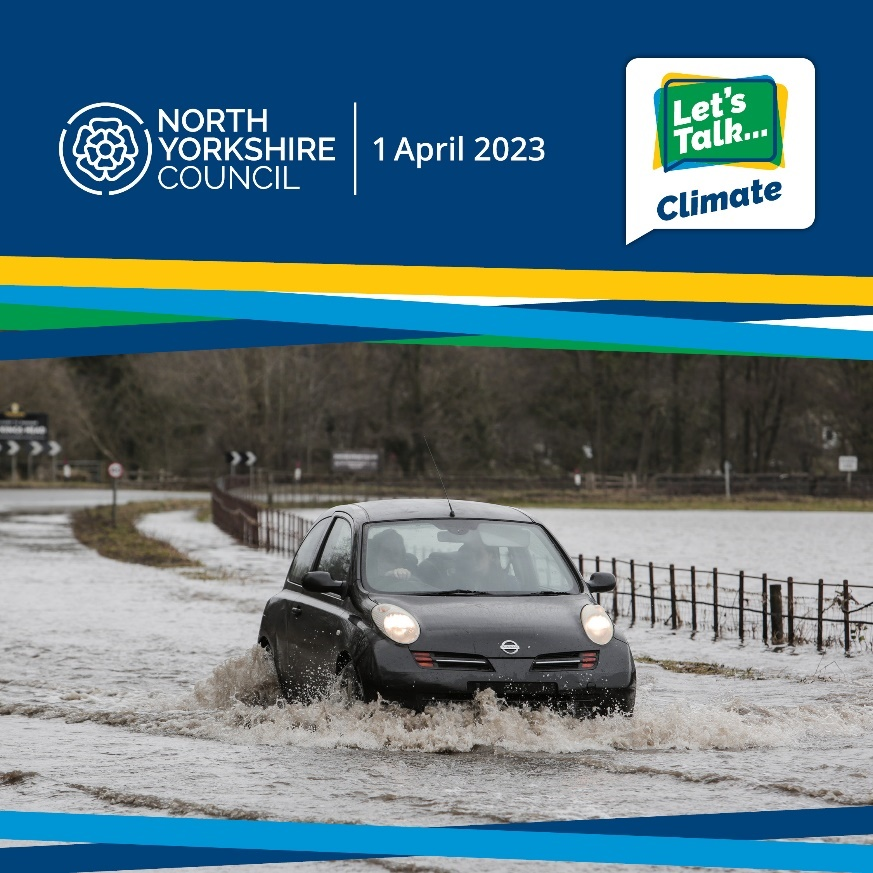 NORTH
YORKSHIRE
COUNCIL
1 April 2023
Let's
Talk...
Climate